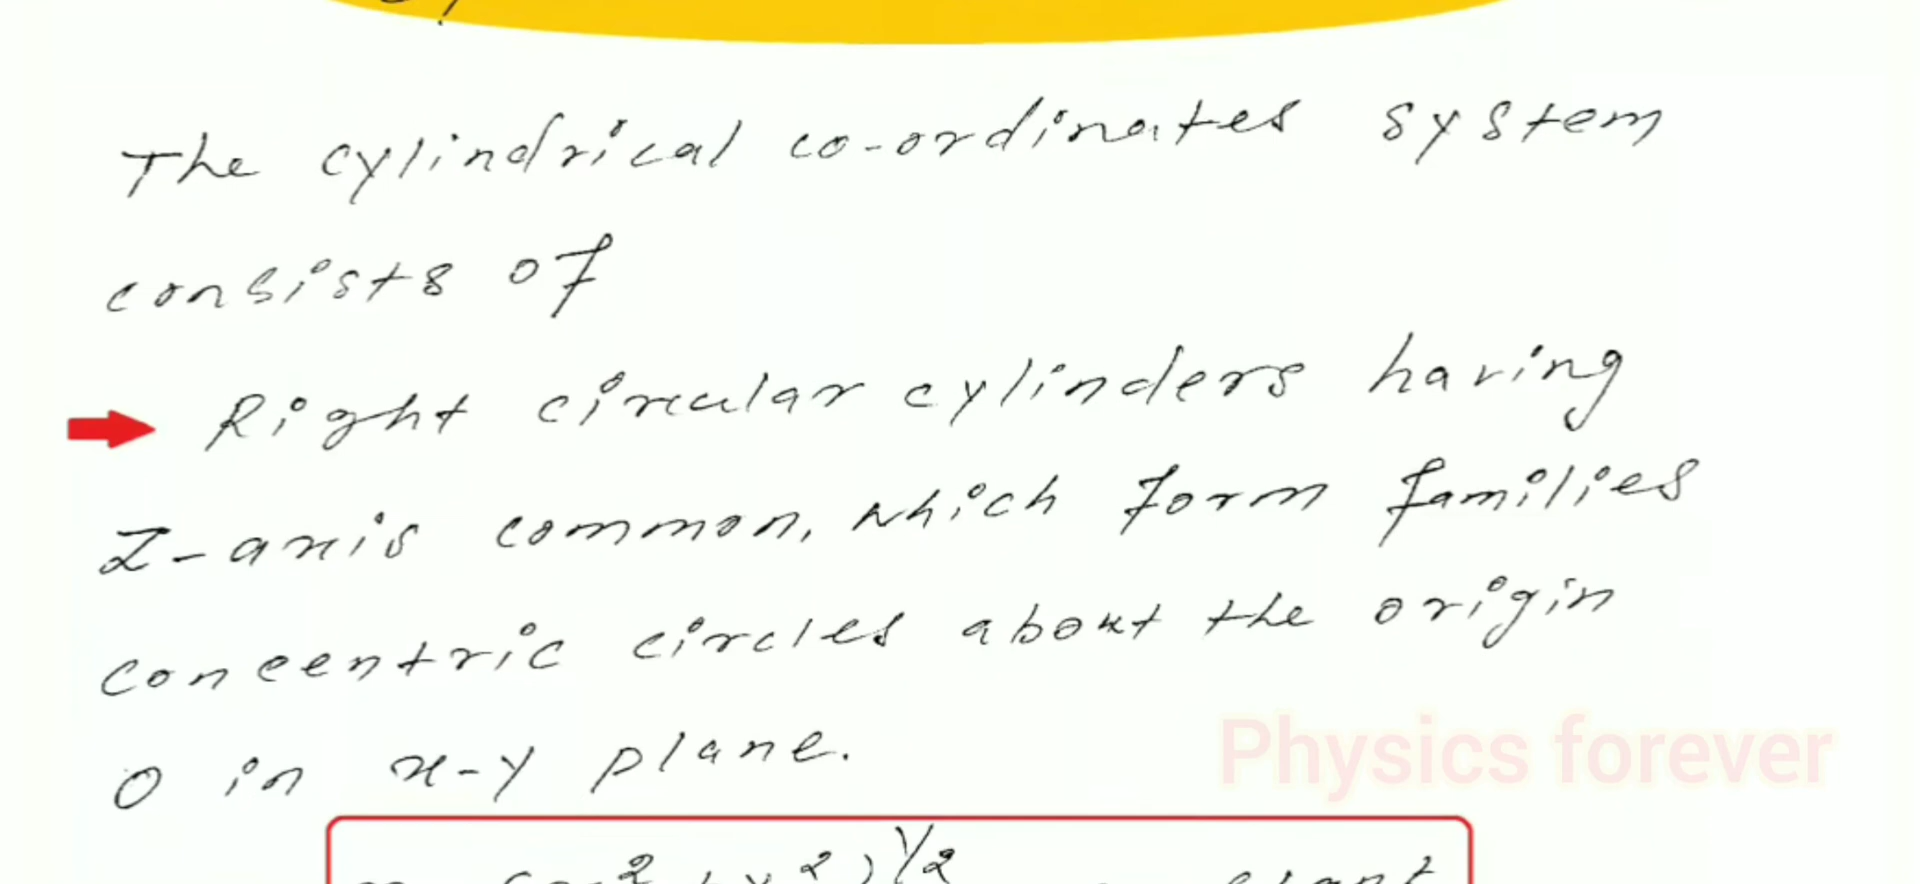 The cylindrical co-ordinates system
consists of
Right circular cylinders having
Z-axis common, which form families
concentric circles about the origin
O in x-y plane.
Physics forever